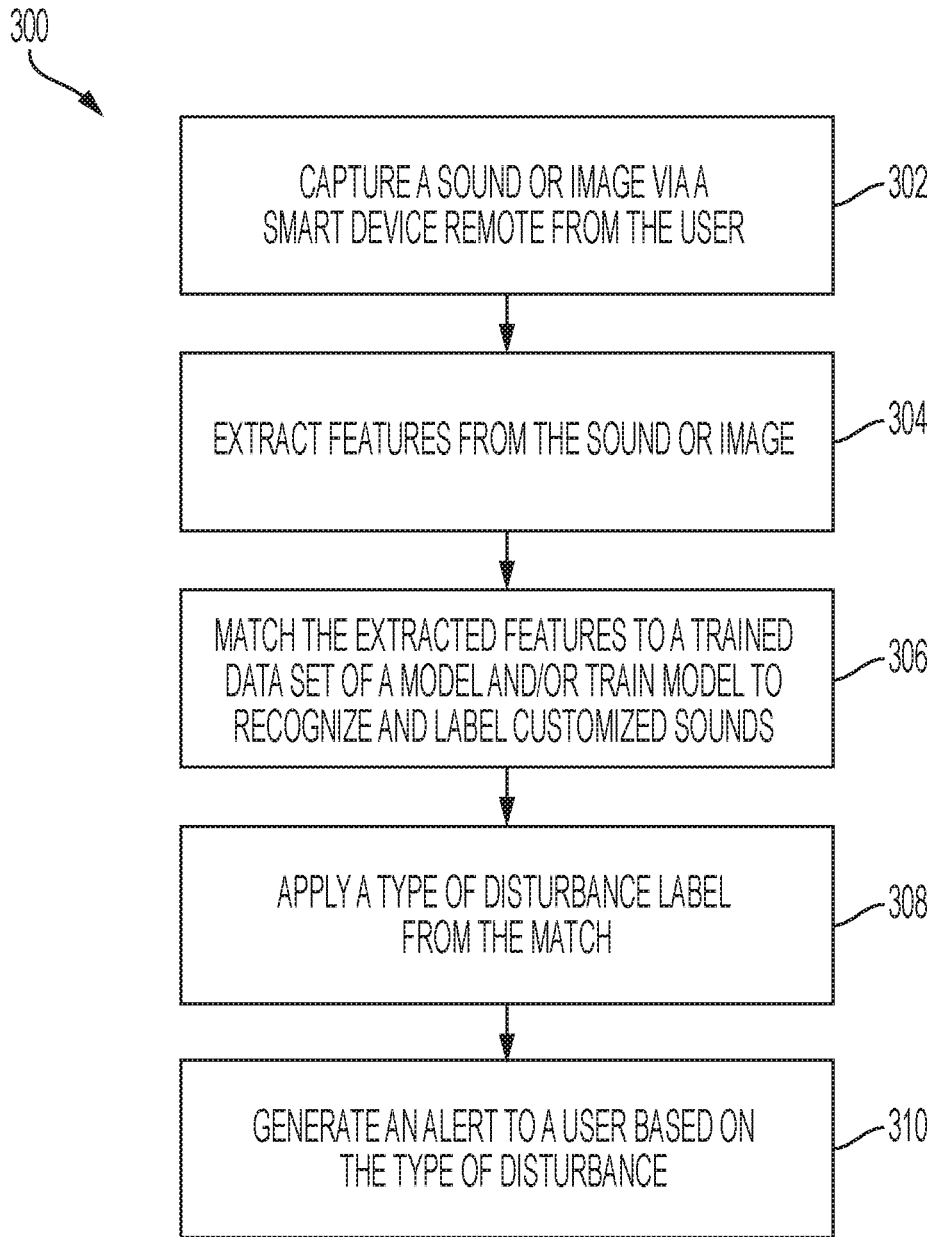 300
CAPTURE A SOUND OR IMAGE VIA A
SMART DEVICE REMOTE FROM THE USER
302
EXTRACT FEATURES FROM THE SOUND OR IMAGE
304
MATCH THE EXTRACTED FEATURES TO A TRAINED
DATA SET OF A MODEL AND/OR TRAIN MODEL TO
RECOGNIZE AND LABEL CUSTOMIZED SOUNDS
306
APPLY A TYPE OF DISTURBANCE LABEL
FROM THE MATCH
308
GENERATE AN ALERT TO A USER BASED ON
THE TYPE OF DISTURBANCE
310